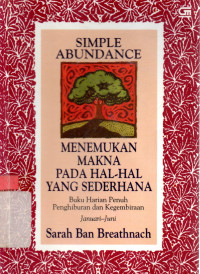 SIMPLE
ABUNDANCE
MENEMUKAN
MAKNA
PADA HAL-HAL
YANG SEDERHANA
Buku Harian Penuh
Penghiburan dan Kegembiraan
Januari-Juni
Sarah Ban Breathnach